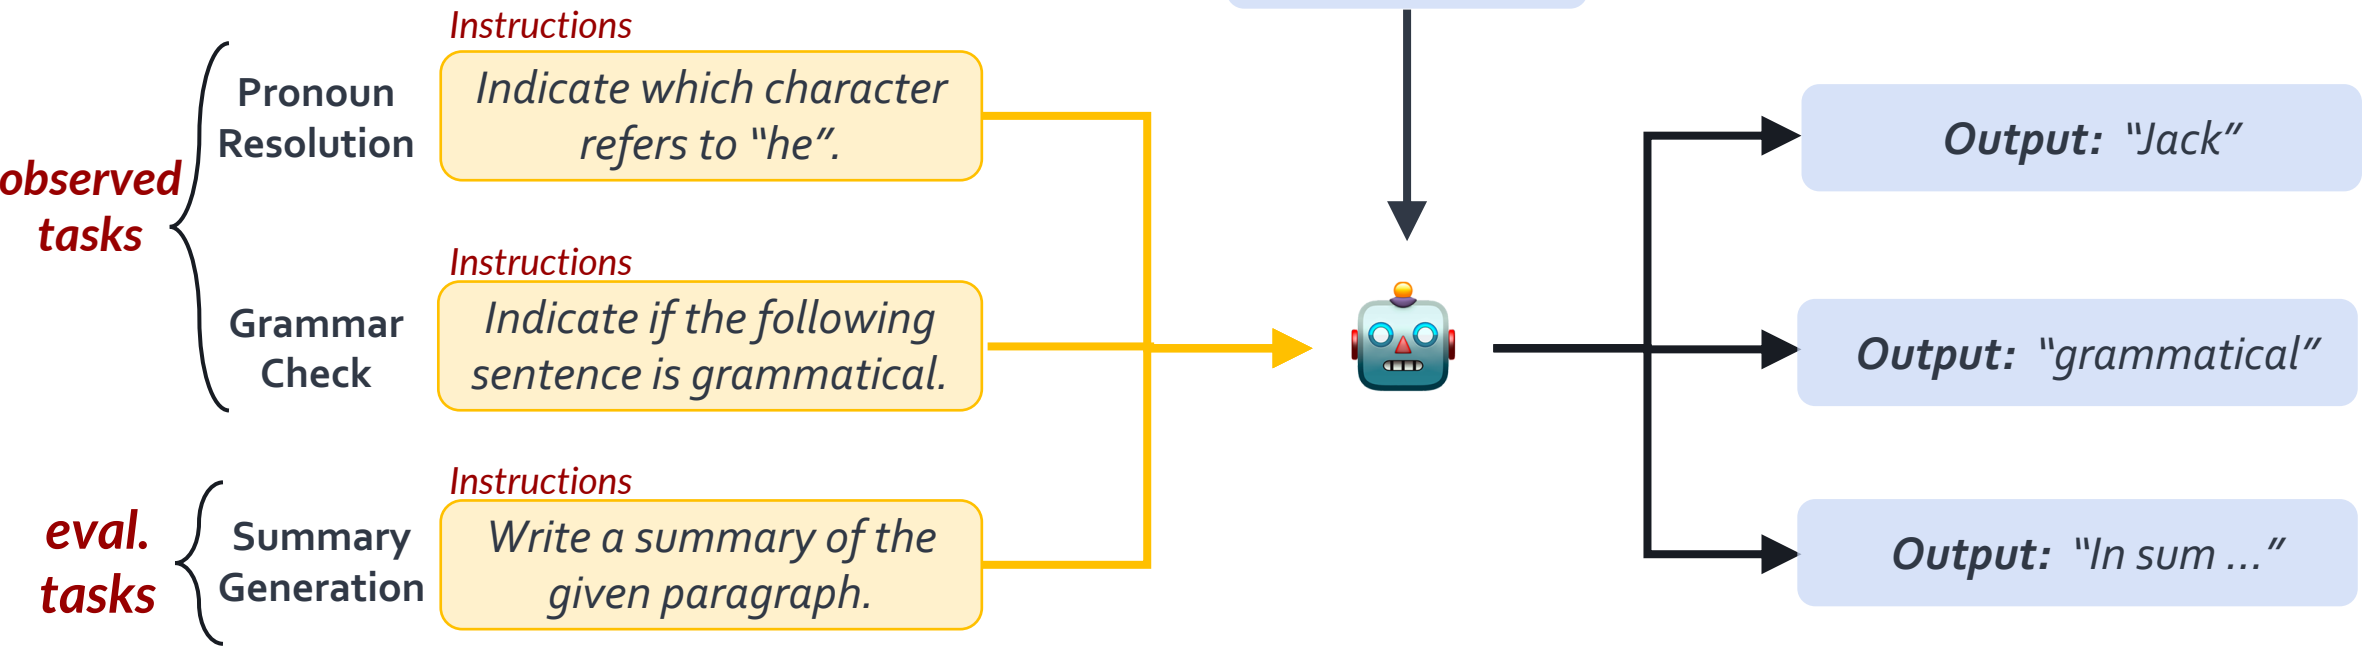 observed
tasks
Pronoun
Resolution
Instructions
Indicate which character
refers to “he”.
Grammar
Check
Instructions
Indicate if the following
sentence is grammatical.
eval.
tasks
Summary
Generation
Instructions
Write a summary of the
given paragraph.
Output: “Jack”
Output: “grammatical”
Output: “In sum ...”